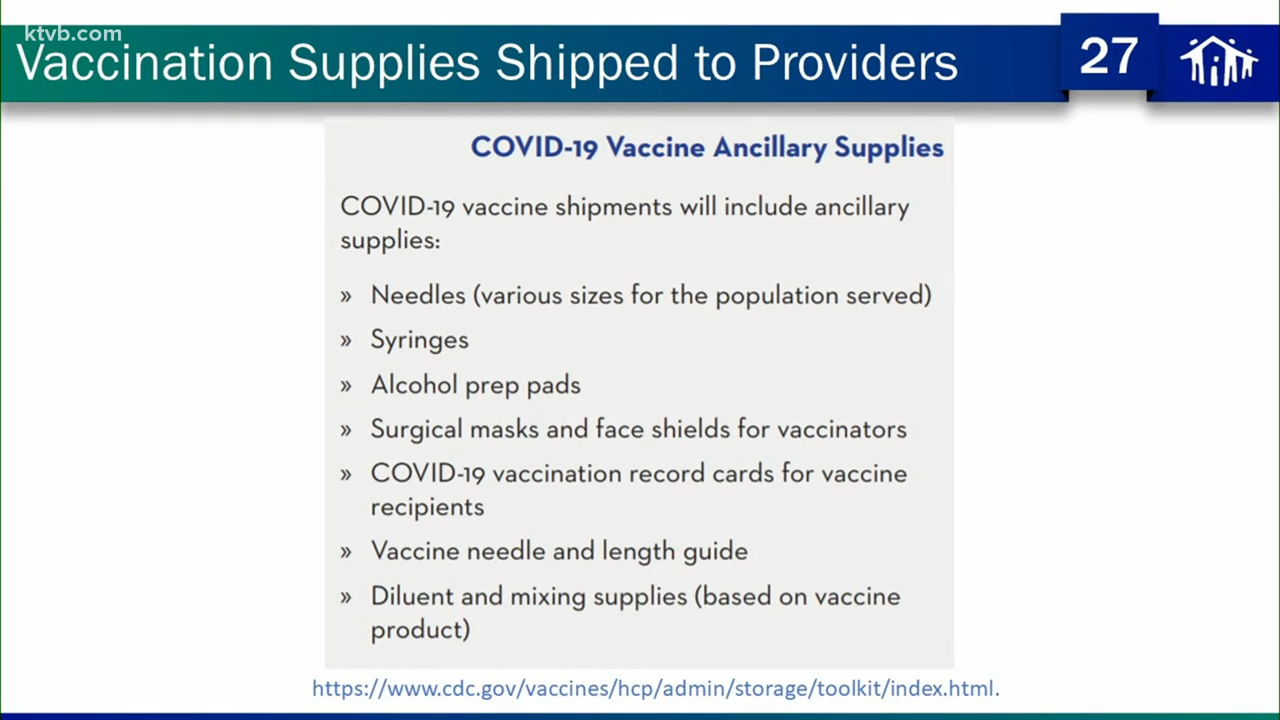 ktvb.com
Vaccination Supplies Shipped to Providers
27
COVID-19 Vaccine Ancillary Supplies
COVID-19 vaccine shipments will include ancillary
supplies:
» Needles (various sizes for the population served)
» Syringes
» Alcohol prep pads
» Surgical masks and face shields for vaccinators
» COVID-19 vaccination record cards for vaccine
recipients
» Vaccine needle and length guide
» Diluent and mixing supplies (based on vaccine
product)
https://www.cdc.gov/vaccines/hcp/admin/storage/toolkit/index.html.